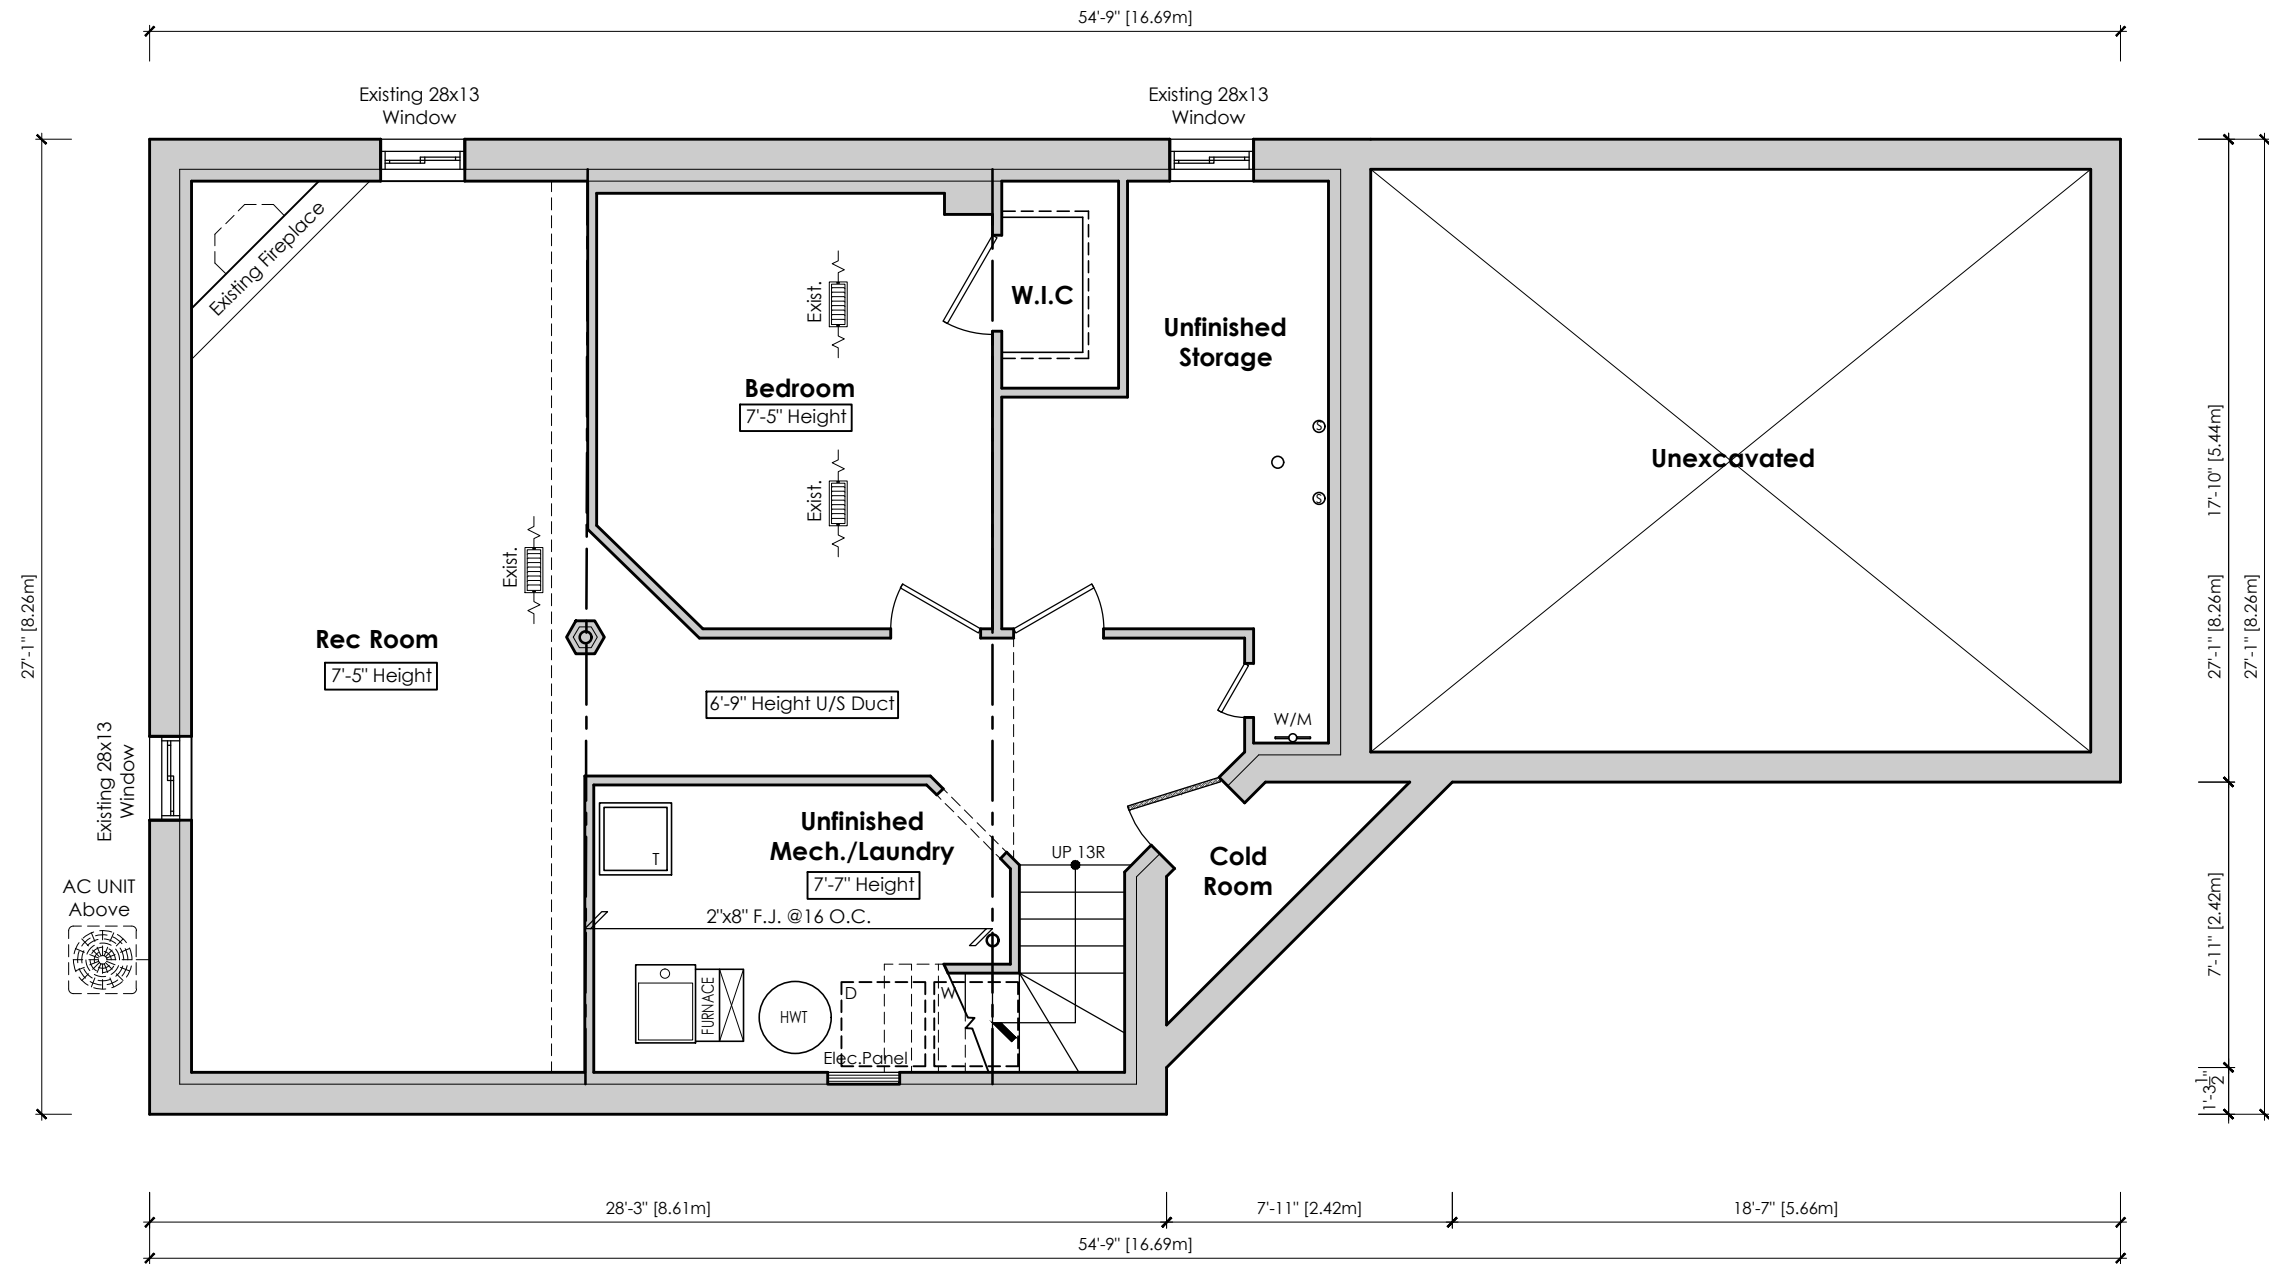 54'-9" [16.69m]
Existing 28x13
Window
Existing 28x13
Window
Existing Fireplace
Exist.
W.I.C
Unfinished
Storage
Bedroom
7'-5" Height
Exist.
S
S
Unexcavated
17'-10" [5.44m]
Exist.
27'-1" [8.26m]
27'-1" [8.26m]
27'-1" [8.26m]
Rec Room
7'-5" Height
6'-9" Height U/S Duct
W/M
Existing 28x13
Window
Unfinished
Mech./Laundry
7'-7" Height
T
UP 13R
Cold
Room
AC UNIT
Above
2"x8" F.J. @16 O.C.
7'-11" [2.42m]
FURNACE
HWT
D
W
Elec.Panel
1'-3 1/2"
28'-3" [8.61m]
7'-11" [2.42m]
18'-7" [5.66m]
54'-9" [16.69m]